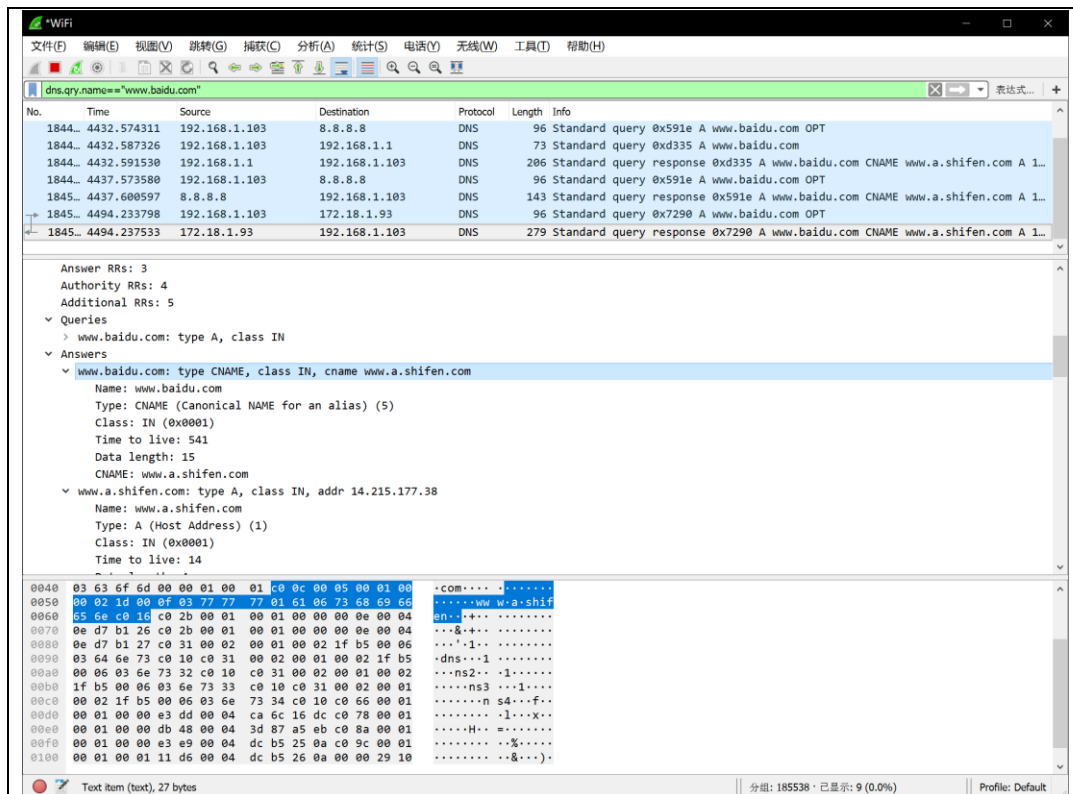 *WiFi
文件(F) 编辑(E) 视图(V) 跳转(G) 捕获(C) 分析(A) 统计(S) 电话(Y) 无线(W) 工具(T) 帮助(H)
dns.qry.name=="www.baidu.com" 表达式… +
No. Time Source Destination Protocol Length Info
1844… 4432.574311 192.168.1.103 8.8.8.8 DNS 96 Standard query 0x591e A www.baidu.com OPT
1844… 4432.587326 192.168.1.103 192.168.1.1 DNS 73 Standard query 0xd335 A www.baidu.com
1844… 4432.591530 192.168.1.1 192.168.1.103 DNS 206 Standard query response 0xd335 A www.baidu.com CNAME www.a.shifen.com A 1…
1844… 4437.573580 192.168.1.103 8.8.8.8 DNS 96 Standard query 0x591e A www.baidu.com OPT
1845… 4437.600597 8.8.8.8 192.168.1.103 DNS 143 Standard query response 0x591e A www.baidu.com CNAME www.a.shifen.com A 1…
1845… 4494.233798 192.168.1.103 172.18.1.93 DNS 96 Standard query 0x7290 A www.baidu.com OPT
1845… 4494.237533 172.18.1.93 192.168.1.103 DNS 279 Standard query response 0x7290 A www.baidu.com CNAME www.a.shifen.com A 1…
Answer RRs: 3
Authority RRs: 4
Additional RRs: 5
Queries
www.baidu.com: type A, class IN
Answers
www.baidu.com: type CNAME, class IN, cname www.a.shifen.com
Name: www.baidu.com
Type: CNAME (Canonical NAME for an alias) (5)
Class: IN (0x0001)
Time to live: 541
Data length: 15
CNAME: www.a.shifen.com
www.a.shifen.com: type A, class IN, addr 14.215.177.38
Name: www.a.shifen.com
Type: A (Host Address) (1)
Class: IN (0x0001)
Time to live: 14
0040 03 63 6f 6d 00 00 01 00 01 c0 0c 00 05 00 01 00 ·com···· ········
0050 00 02 1d 00 0f 03 77 77 77 01 61 06 73 68 69 66 ······ww w·a·shif
0060 65 6e c0 16 c0 2b 00 01 00 01 00 00 00 0e 00 04 en···+·· ········
0070 0e d7 b1 26 c0 2b 00 01 00 01 00 00 00 0e 00 04 ···&·+·· ········
0080 0e d7 b1 27 c0 31 00 02 00 01 00 02 1f b5 00 06 ···'·1·· ········
0090 03 64 6e 73 c0 10 c0 31 00 02 00 01 00 02 1f b5 ·dns···1 ········
00a0 00 06 03 6e 73 32 c0 10 c0 31 00 02 00 01 00 02 ···ns2·· ·1······
00b0 1f b5 00 06 03 6e 73 33 c0 10 c0 31 00 02 00 01 ·····ns3 ···1····
00c0 00 02 1f b5 00 06 03 6e 73 34 c0 10 c0 66 00 01 ·······n s4···f··
00d0 00 01 00 00 e3 dd 00 04 ca 6c 16 dc c0 78 00 01 ········ ·l···x··
00e0 00 01 00 00 db 48 00 04 3d 87 a5 eb c0 8a 00 01 ·····H·· =·······
00f0 00 01 00 00 e3 e9 00 04 dc b5 25 0a c0 9c 00 01 ········ ··%·····
0100 00 01 00 01 11 d6 00 04 dc b5 26 0a 00 00 29 10 ········ ··&···)·
Text item (text), 27 bytes 分组: 185538 · 已显示: 9 (0.0%) Profile: Default